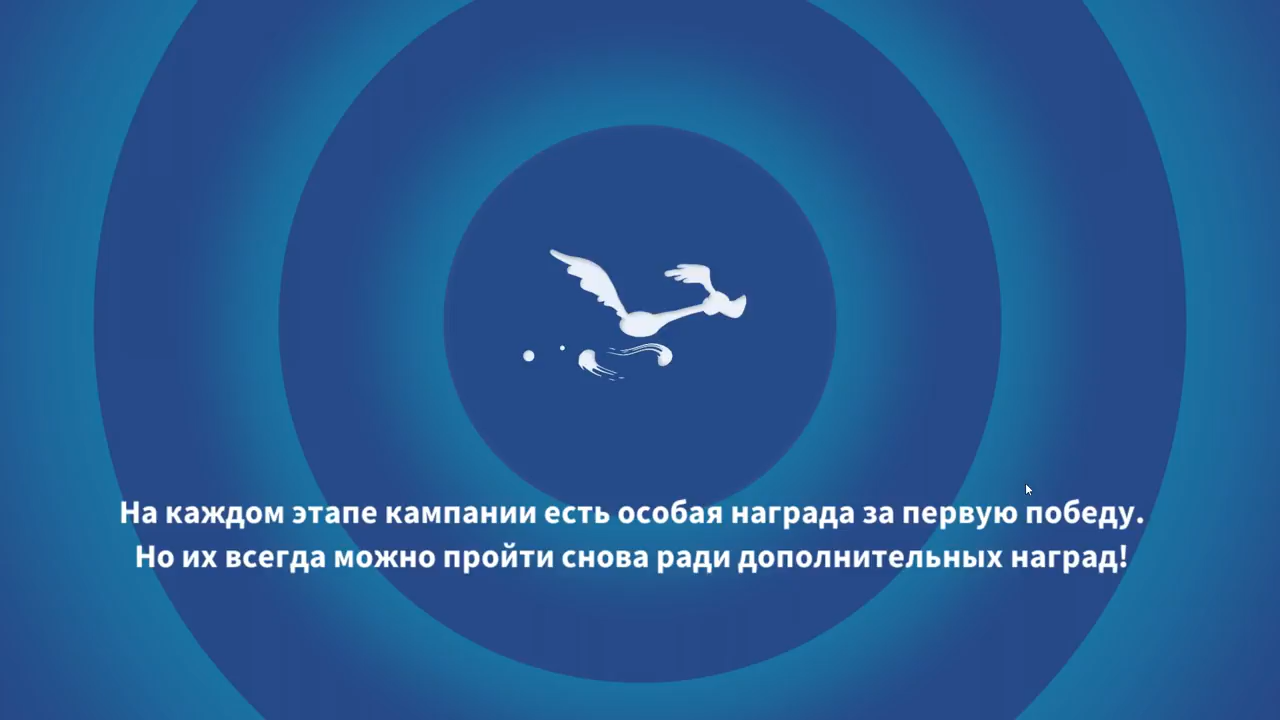 На каждом этапе кампании есть особая награда за первую победу.
Но их всегда можно пройти снова ради дополнительных наград!